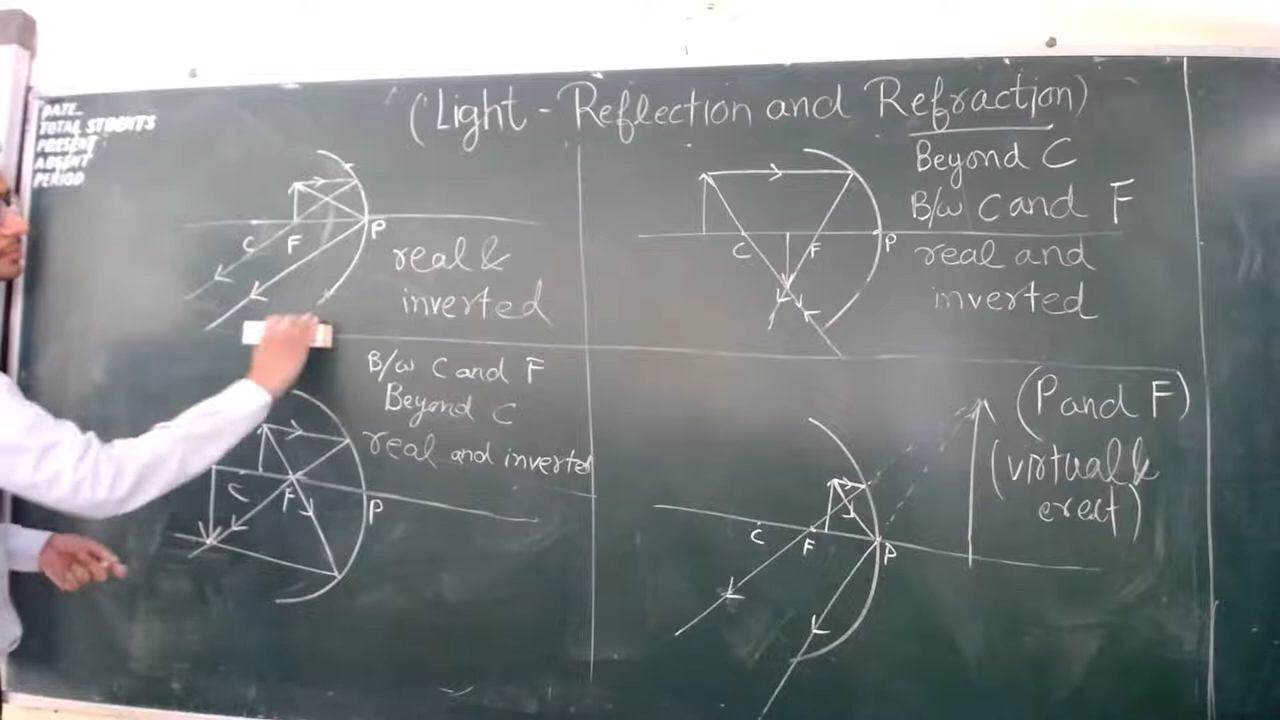 DATE
TOTAL STUDENTS
PRESENT
ABSENT
PERIOD
(Light - Reflection and Refraction)
C F P
real &
inverted
Beyond C
B/w C and F
C F P
real and
inverted
B/w C and F
Beyond C
real and inverted
C F P
(P and F)
(virtual &
erect)
C F P